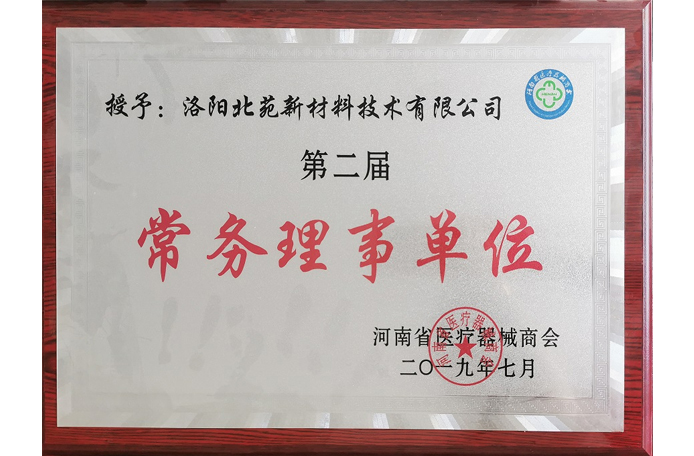 授予：洛阳北苑新材料技术有限公司
第二届
常务理事单位
河南省医疗器械商会
二〇一九年七月